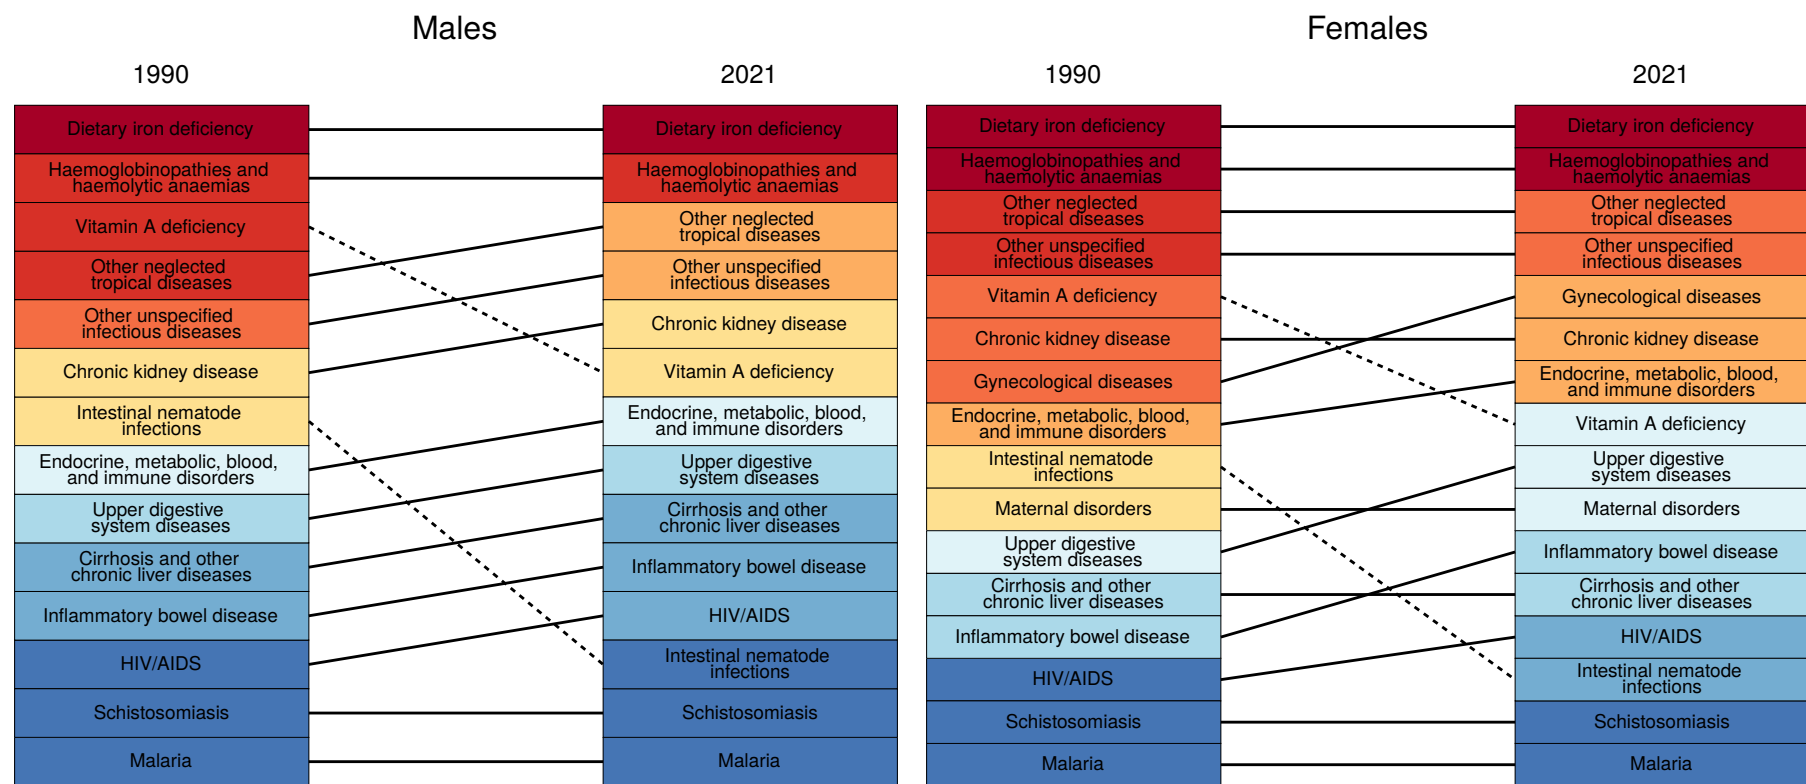 Males
1990
2021
Dietary iron deficiency
Haemoglobinopathies and
haemolytic anaemias
Vitamin A deficiency
Other neglected
tropical diseases
Other unspecified
infectious diseases
Chronic kidney disease
Intestinal nematode
infections
Endocrine, metabolic, blood,
and immune disorders
Upper digestive
system diseases
Cirrhosis and other
chronic liver diseases
Inflammatory bowel disease
HIV/AIDS
Schistosomiasis
Malaria
Dietary iron deficiency
Haemoglobinopathies and
haemolytic anaemias
Other neglected
tropical diseases
Other unspecified
infectious diseases
Chronic kidney disease
Vitamin A deficiency
Endocrine, metabolic, blood,
and immune disorders
Upper digestive
system diseases
Cirrhosis and other
chronic liver diseases
Inflammatory bowel disease
HIV/AIDS
Intestinal nematode
infections
Schistosomiasis
Malaria
Females
1990
2021
Dietary iron deficiency
Haemoglobinopathies and
haemolytic anaemias
Other neglected
tropical diseases
Other unspecified
infectious diseases
Vitamin A deficiency
Chronic kidney disease
Gynecological diseases
Endocrine, metabolic, blood,
and immune disorders
Intestinal nematode
infections
Maternal disorders
Upper digestive
system diseases
Cirrhosis and other
chronic liver diseases
Inflammatory bowel disease
HIV/AIDS
Schistosomiasis
Malaria
Dietary iron deficiency
Haemoglobinopathies and
haemolytic anaemias
Other neglected
tropical diseases
Other unspecified
infectious diseases
Gynecological diseases
Chronic kidney disease
Endocrine, metabolic, blood,
and immune disorders
Vitamin A deficiency
Upper digestive
system diseases
Maternal disorders
Inflammatory bowel disease
Cirrhosis and other
chronic liver diseases
HIV/AIDS
Intestinal nematode
infections
Schistosomiasis
Malaria